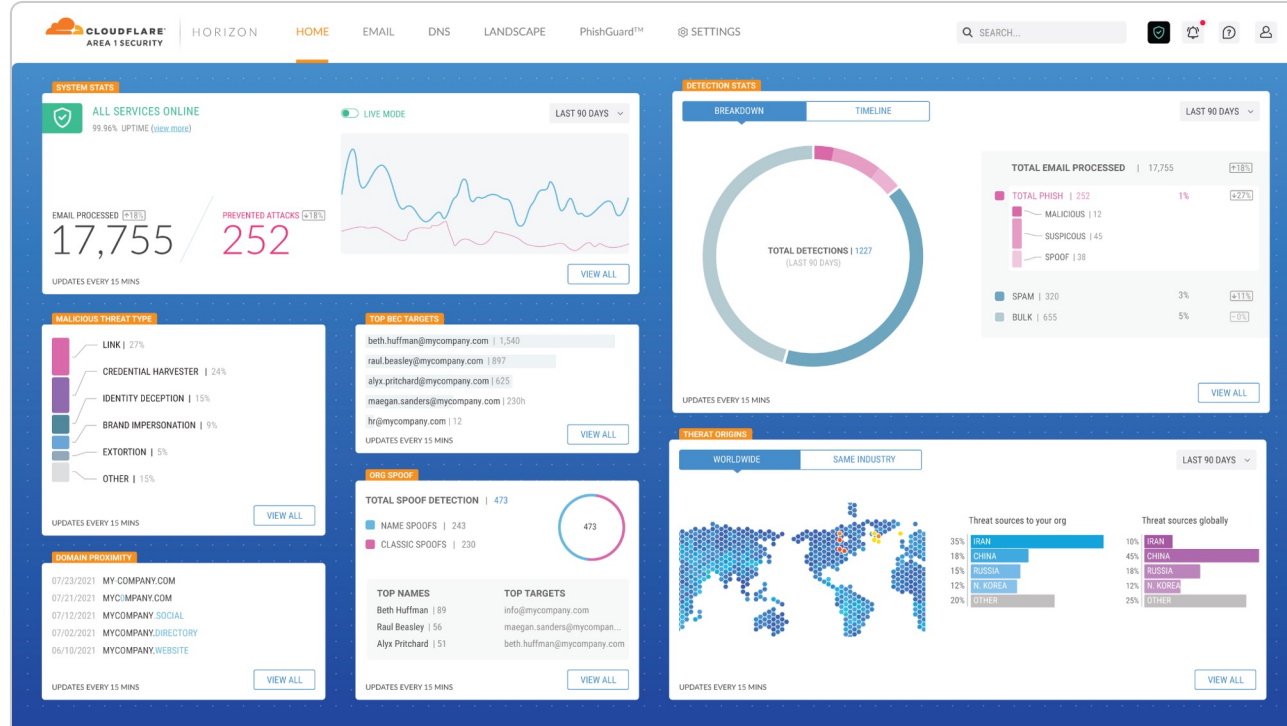 CLOUDFLARE
AREA 1 SECURITY
HORIZON
HOME
EMAIL
DNS
LANDSCAPE
PhishGuard™
SETTINGS
SEARCH...
SYSTEM STATS
ALL SERVICES ONLINE
99.96% UPTIME (view more)
LIVE MODE
LAST 90 DAYS
EMAIL PROCESSED ↑18%
17,755
PREVENTED ATTACKS ↓18%
252
UPDATES EVERY 15 MINS
VIEW ALL
MALICIOUS THREAT TYPE
LINK | 27%
CREDENTIAL HARVESTER | 24%
IDENTITY DECEPTION | 15%
BRAND IMPERSONATION | 9%
EXTORTION | 5%
OTHER | 15%
UPDATES EVERY 15 MINS
VIEW ALL
DOMAIN PROXIMITY
07/23/2021 MY-COMPANY.COM
07/21/2021 MYC0MPANY.COM
07/12/2021 MYCOMPANY.SOCIAL
07/02/2021 MYCOMPANY.DIRECTORY
06/10/2021 MYCOMPANY.WEBSITE
UPDATES EVERY 15 MINS
VIEW ALL
TOP BEC TARGETS
beth.huffman@mycompany.com | 1,540
raul.beasley@mycompany.com | 897
alyx.pritchard@mycompany.com | 625
maegan.sanders@mycompany.com | 230h
hr@mycompany.com | 12
UPDATES EVERY 15 MINS
VIEW ALL
ORG SPOOF
TOTAL SPOOF DETECTION | 473
NAME SPOOFS | 243
CLASSIC SPOOFS | 230
473
TOP NAMES
Beth Huffman | 89
Raul Beasley | 56
Alyx Pritchard | 51
TOP TARGETS
info@mycompany.com
maegan.sanders@mycompan...
beth.huffman@mycompany.com
UPDATES EVERY 15 MINS
VIEW ALL
DETECTION STATS
BREAKDOWN
TIMELINE
LAST 90 DAYS
TOTAL DETECTIONS | 1227
(LAST 90 DAYS)
TOTAL EMAIL PROCESSED | 17,755 ↑18%
TOTAL PHISH | 252 1% ↓27%
MALICIOUS | 12
SUSPICOUS | 45
SPOOF | 38
SPAM | 320 3% ↓11%
BULK | 655 5% –0%
UPDATES EVERY 15 MINS
VIEW ALL
THERAT ORIGINS
WORLDWIDE
SAME INDUSTRY
LAST 90 DAYS
Threat sources to your org
35% IRAN
18% CHINA
15% RUSSIA
12% N. KOREA
20% OTHER
Threat sources globally
10% IRAN
45% CHINA
18% RUSSIA
12% N. KOREA
25% OTHER
UPDATES EVERY 15 MINS
VIEW ALL